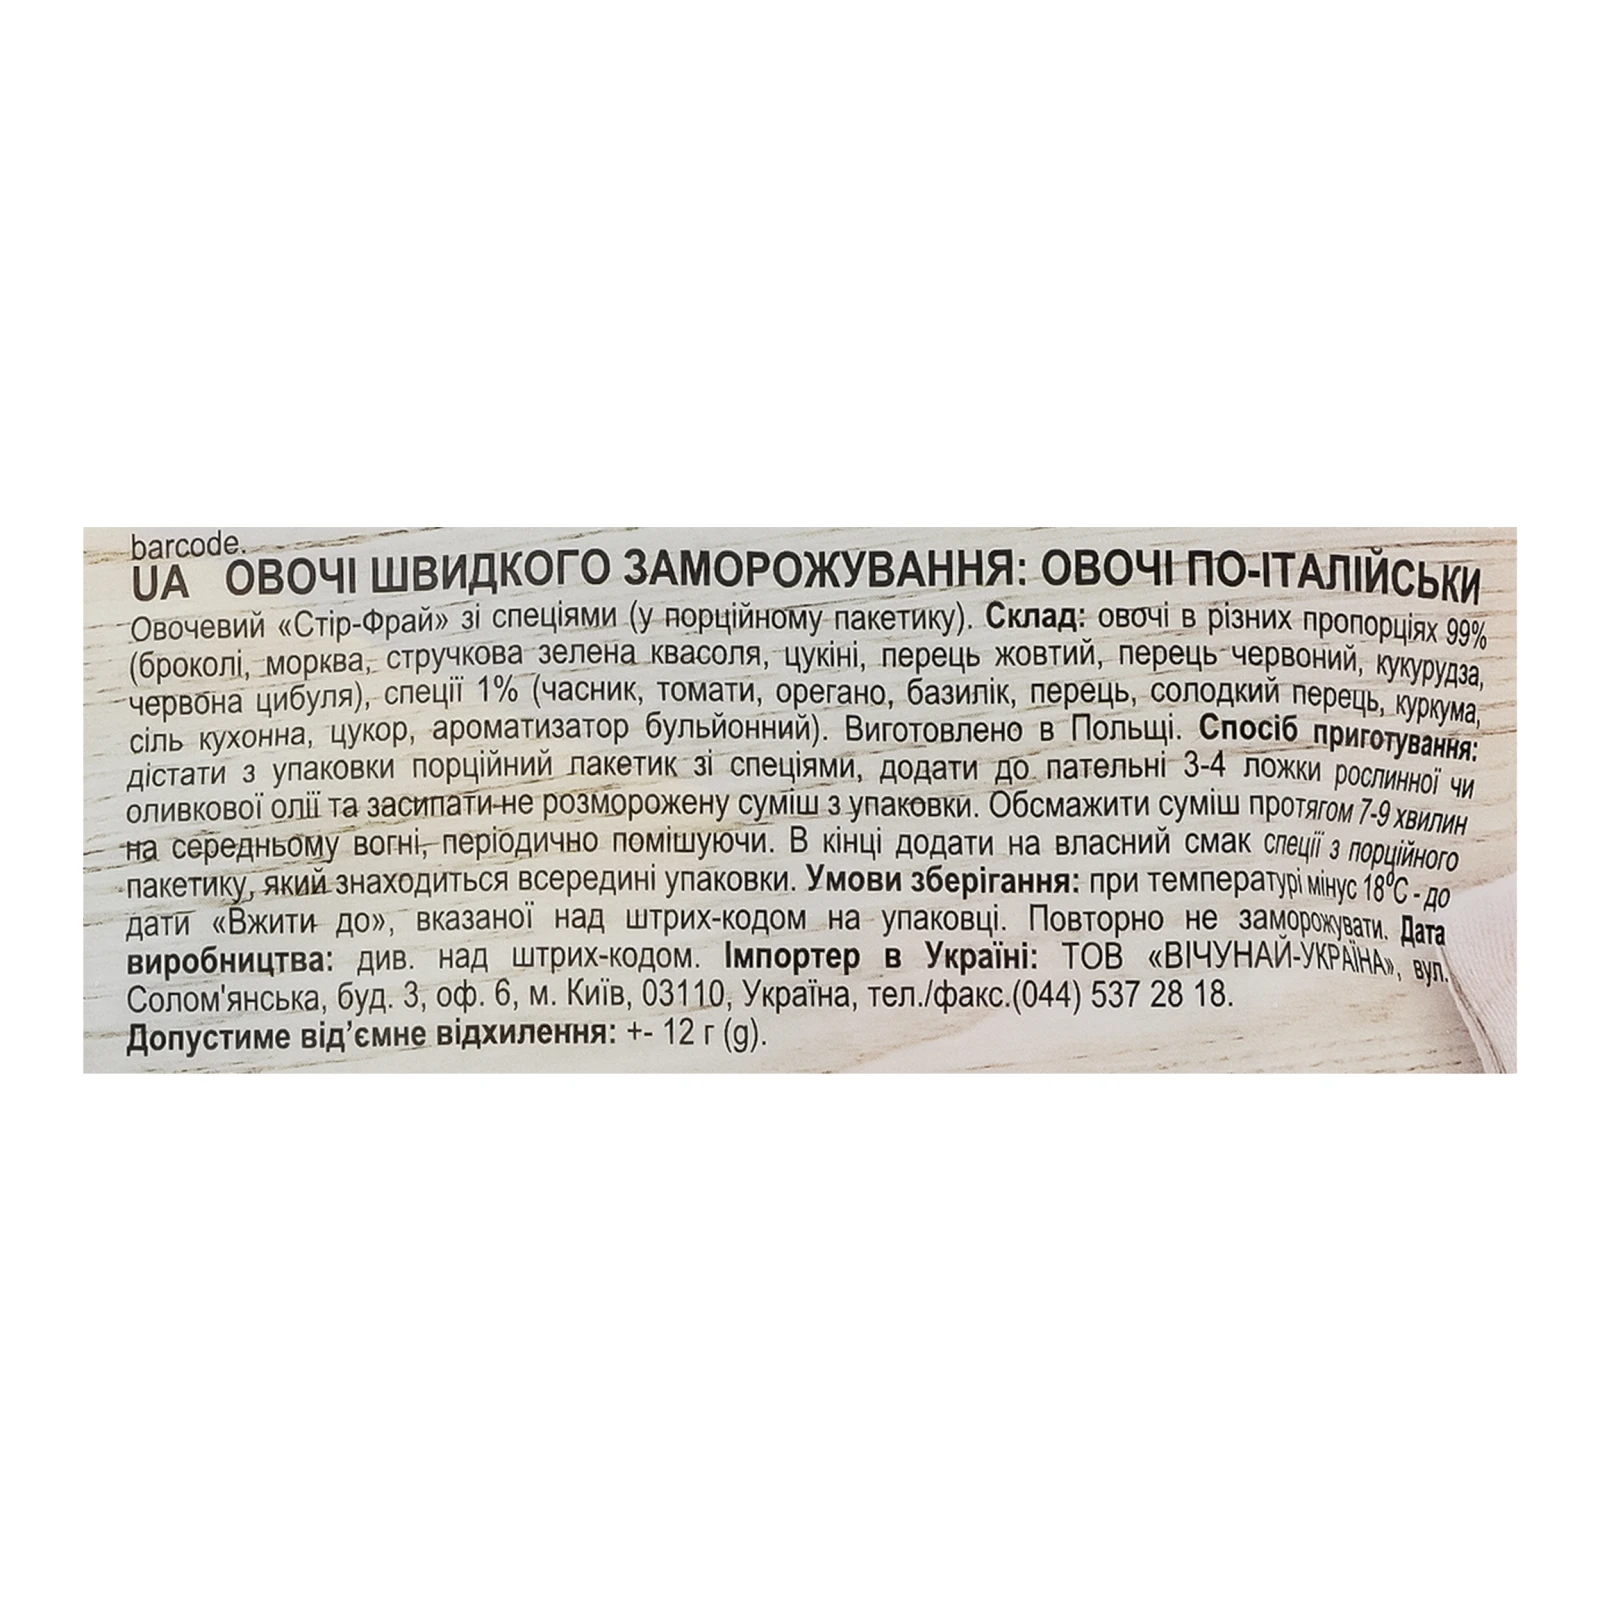 barcode.
UA ОВОЧІ ШВИДКОГО ЗАМОРОЖУВАННЯ: ОВОЧІ ПО-ІТАЛІЙСЬКИ
Овочевий «Стір-Фрай» зі спеціями (у порційному пакетику). Склад: овочі в різних пропорціях 99%
(броколі, морква, стручкова зелена квасоля, цукіні, перець жовтий, перець червоний, кукурудза,
червона цибуля), спеції 1% (часник, томати, орегано, базилік, перець, солодкий перець, куркума,
сіль кухонна, цукор, ароматизатор бульйонний). Виготовлено в Польщі. Спосіб приготування:
дістати з упаковки порційний пакетик зі спеціями, додати до пательні 3-4 ложки рослинної чи
оливкової олії та засипати не розморожену суміш з упаковки. Обсмажити суміш протягом 7-9 хвилин
на середньому вогні, періодично помішуючи. В кінці додати на власний смак спеції з порційного
пакетику, який знаходиться всередині упаковки. Умови зберігання: при температурі мінус 18⁰С - до
дати «Вжити до», вказаної над штрих-кодом на упаковці. Повторно не заморожувати. Дата
виробництва: див. над штрих-кодом. Імпортер в Україні: ТОВ «ВІЧУНАЙ-УКРАЇНА», вул.
Солом'янська, буд. 3, оф. 6, м. Київ, 03110, Україна, тел./факс.(044) 537 28 18.
Допустиме від’ємне відхилення: +- 12 г (g).